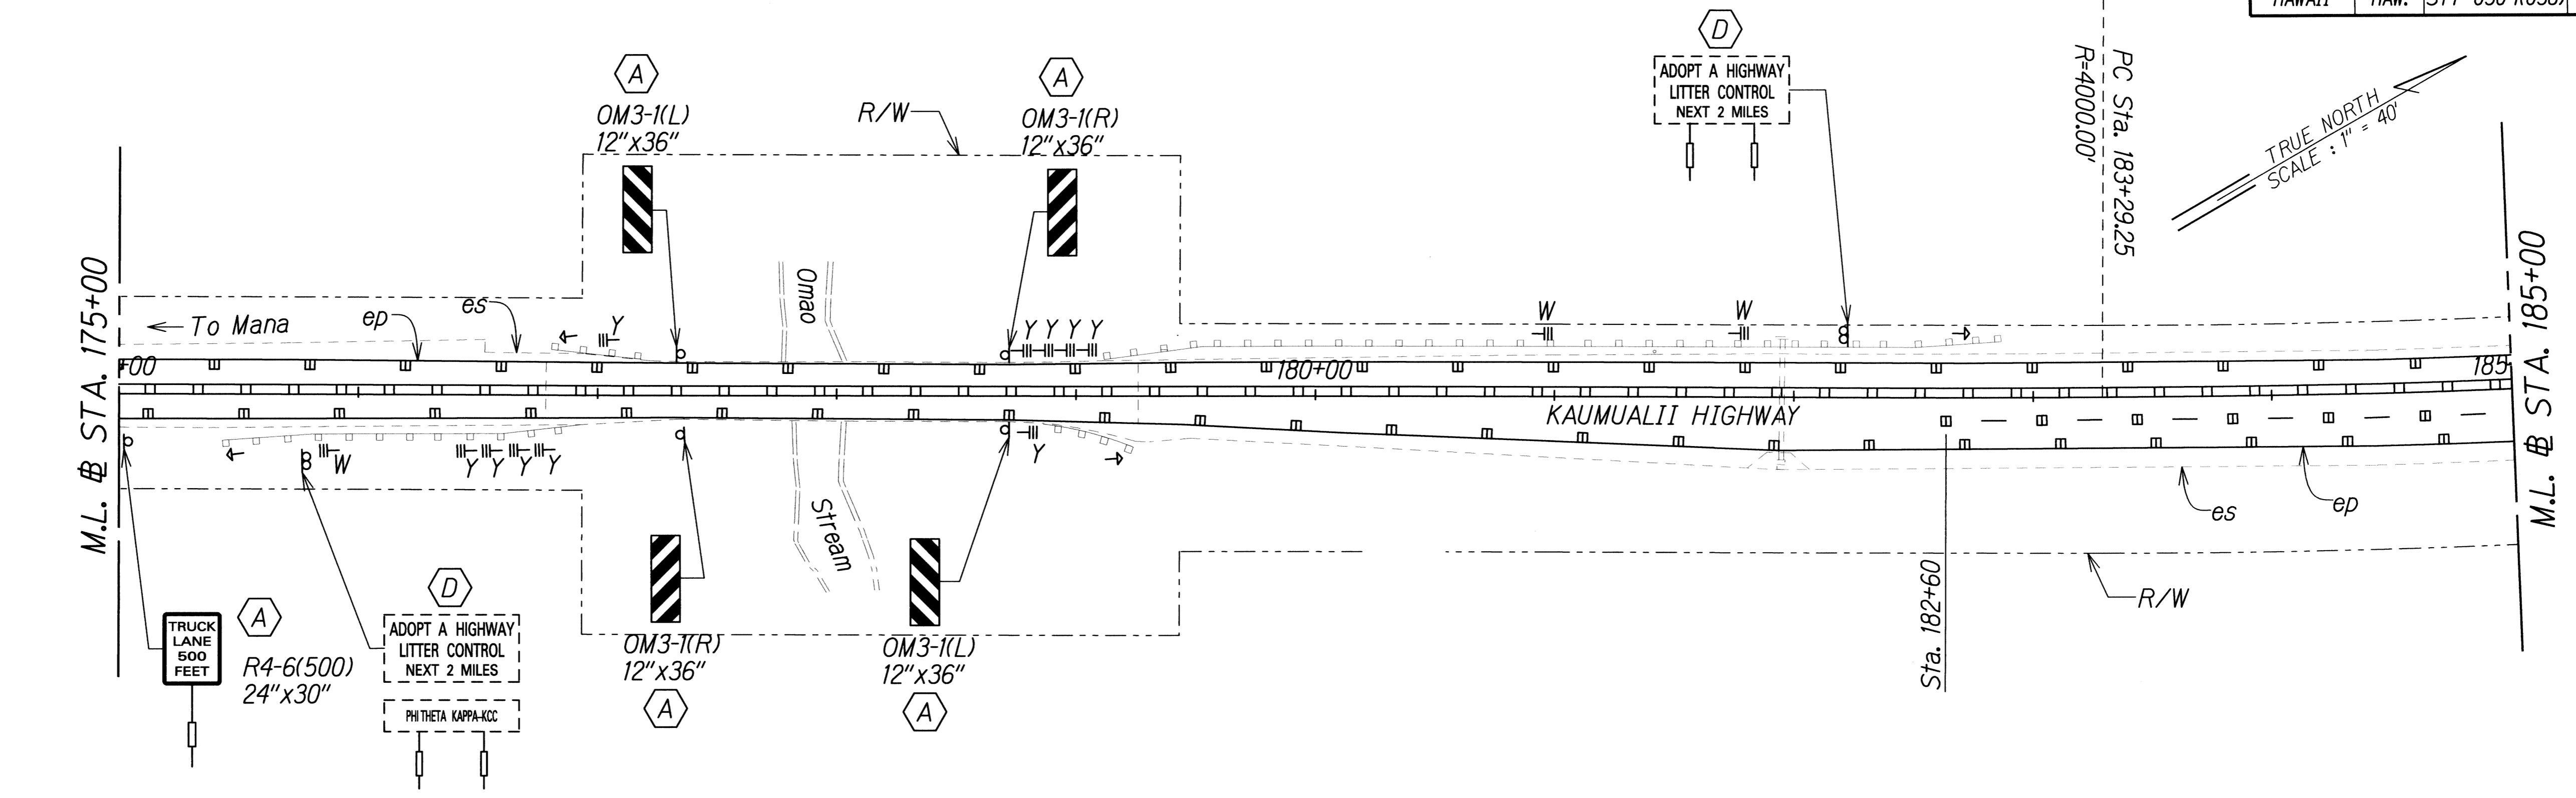 HAWAII HAW.
D
ADOPT A HIGHWAY
LITTER CONTROL
NEXT 2 MILES
A
OM3-1(L)
12"x36"
R/W
A
OM3-1(R)
12"x36"
PC Sta. 183+29.25
R=4000.00'
TRUE NORTH
SCALE : 1" = 40'
M.L. ℄ STA. 175+00
To Mana
ep
es
Y
Omao
Y Y Y Y
W
W
M.L. ℄ STA. 185+00
+00
180+00
185
KAUMUALII HIGHWAY
W
Y Y Y Y
Y
Stream
es
ep
R/W
Sta. 182+60
TRUCK
LANE
500
FEET
A
R4-6(500)
24"x30"
D
ADOPT A HIGHWAY
LITTER CONTROL
NEXT 2 MILES
PHI THETA KAPPA-KCC
OM3-1(R)
12"x36"
A
OM3-1(L)
12"x36"
A